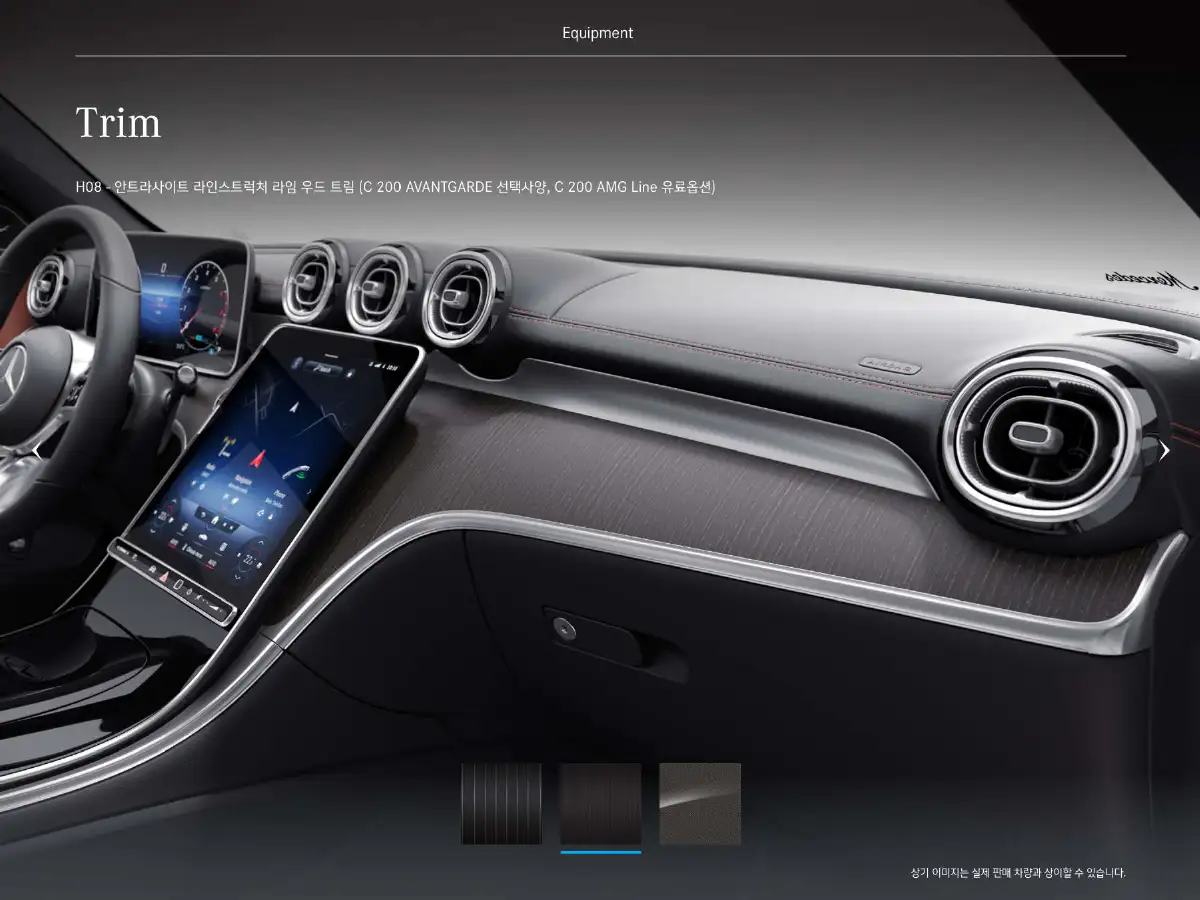 Equipment
Trim
H08 - 안트라사이트 라인스트럭처 라임 우드 트림 (C 200 AVANTGARDE 선택사양, C 200 AMG Line 유료옵션)
Mercedes
AIRBAG
상기 이미지는 실제 판매 차량과 상이할 수 있습니다.